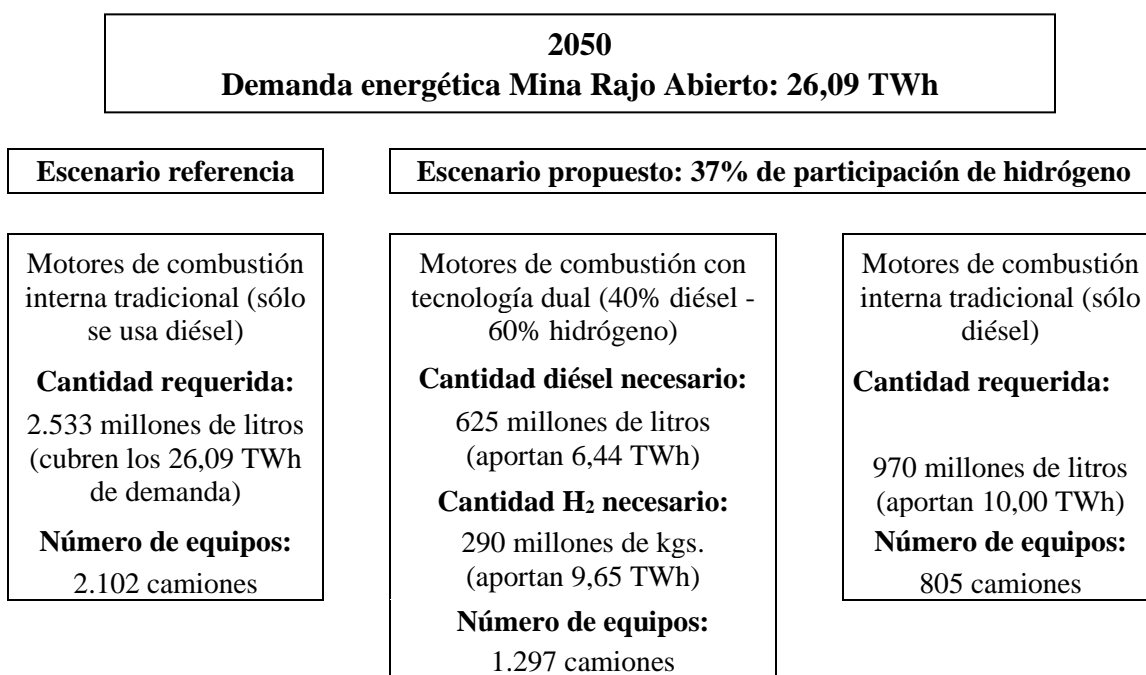 2050
Demanda energética Mina Rajo Abierto: 26,09 TWh
Escenario referencia
Escenario propuesto: 37% de participación de hidrógeno
Motores de combustión
interna tradicional (sólo
se usa diésel)
Cantidad requerida:
2.533 millones de litros
(cubren los 26,09 TWh
de demanda)
Número de equipos:
2.102 camiones
Motores de combustión con
tecnología dual (40% diésel -
60% hidrógeno)
Cantidad diésel necesario:
625 millones de litros
(aportan 6,44 TWh)
Cantidad H₂ necesario:
290 millones de kgs.
(aportan 9,65 TWh)
Número de equipos:
1.297 camiones
Motores de combustión
interna tradicional (sólo
diésel)
Cantidad requerida:
970 millones de litros
(aportan 10,00 TWh)
Número de equipos:
805 camiones